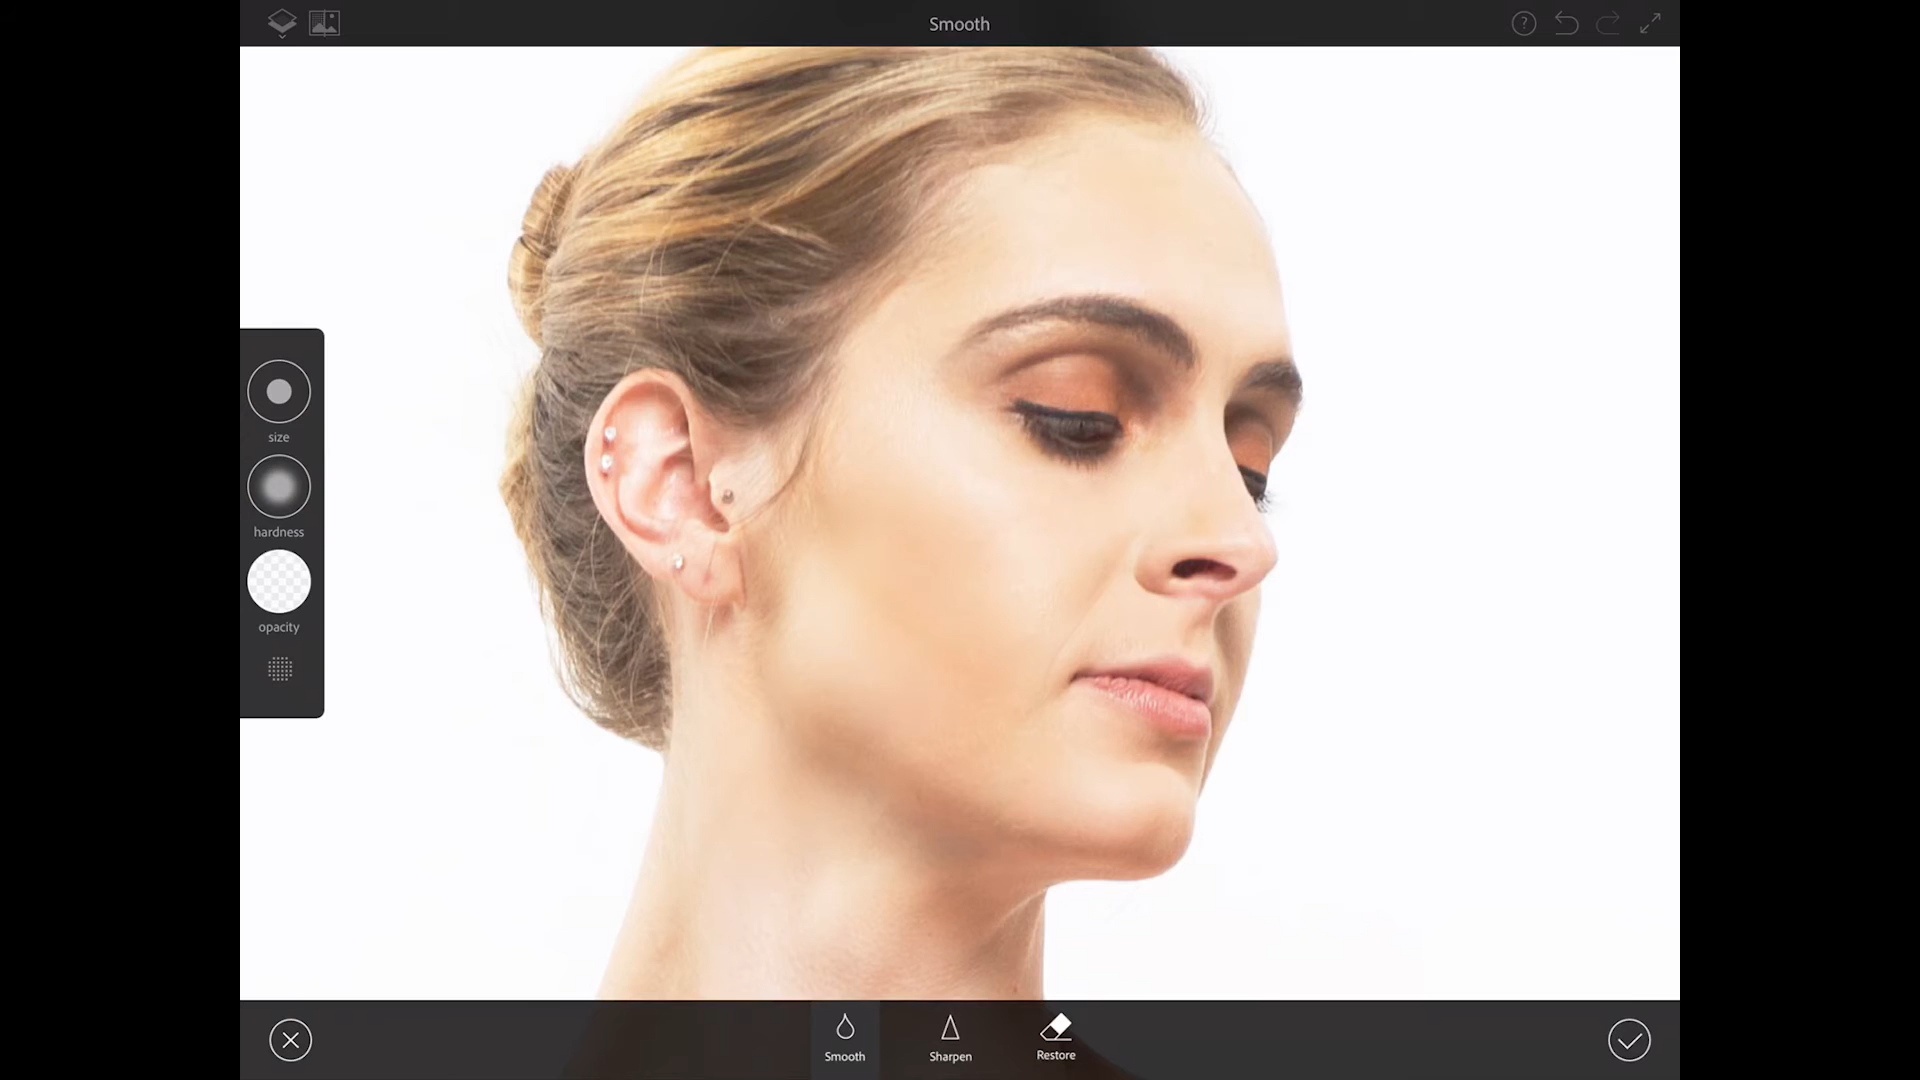 Smooth
?
size
hardness
opacity
Smooth
Sharpen
Restore